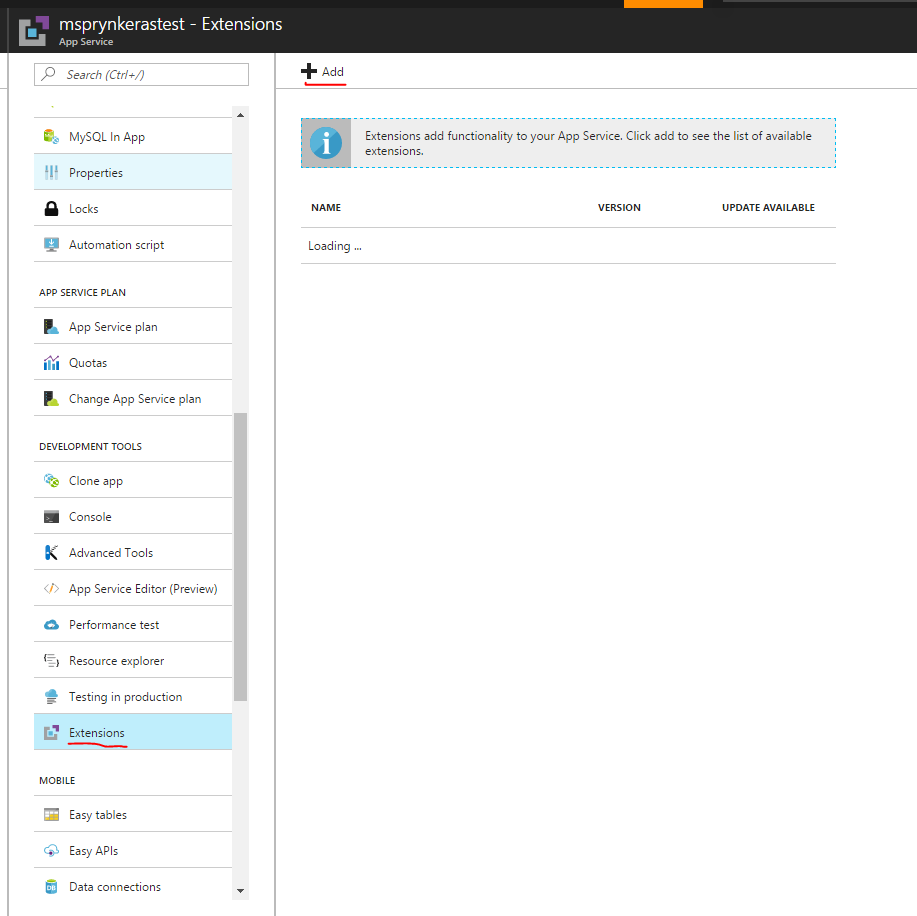 msprynkerastest - Extensions
App Service
Search (Ctrl+/)
MySQL In App
Properties
Locks
Automation script
APP SERVICE PLAN
App Service plan
Quotas
Change App Service plan
DEVELOPMENT TOOLS
Clone app
Console
Advanced Tools
App Service Editor (Preview)
Performance test
Resource explorer
Testing in production
Extensions
MOBILE
Easy tables
Easy APIs
Data connections
Add
Extensions add functionality to your App Service. Click add to see the list of available
extensions.
NAME VERSION UPDATE AVAILABLE
Loading ...